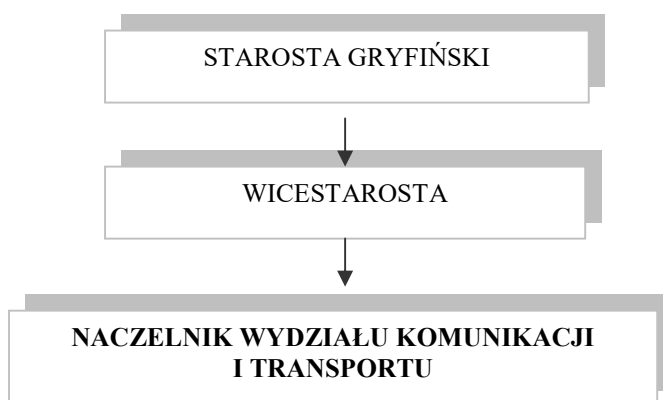 STAROSTA GRYFIŃSKI
WICESTAROSTA
NACZELNIK WYDZIAŁU KOMUNIKACJI
I TRANSPORTU